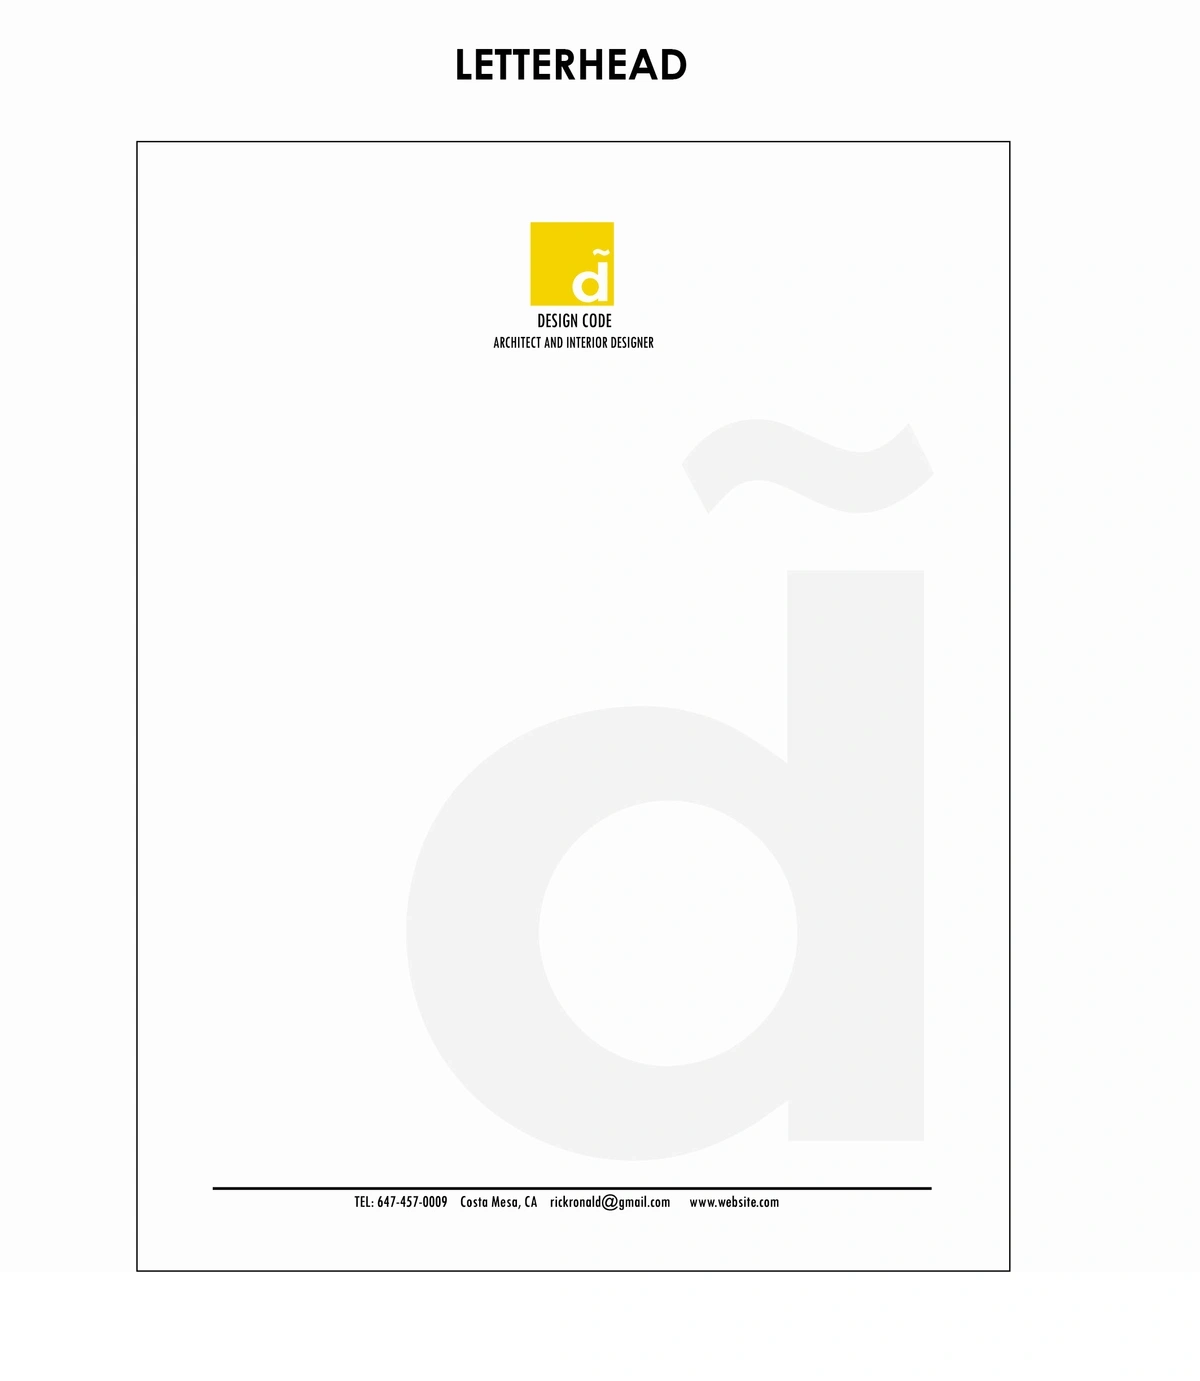 LETTERHEAD
d̃
DESIGN CODE
ARCHITECT AND INTERIOR DESIGNER
d̃
TEL: 647-457-0009 Costa Mesa, CA rickronald@gmail.com www.website.com